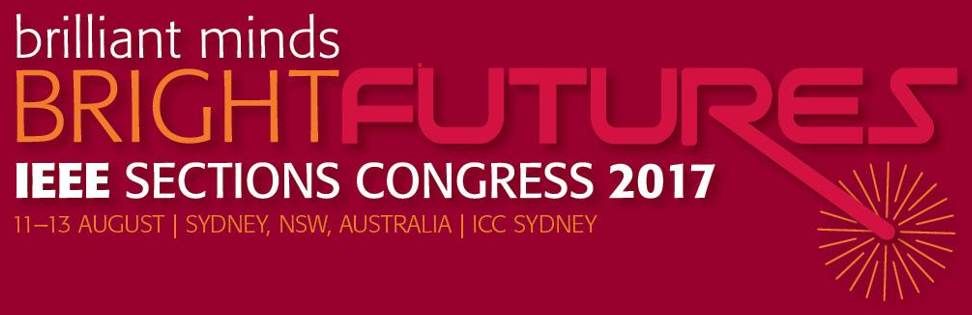 brilliant minds
BRIGHTFUTURES
IEEE SECTIONS CONGRESS 2017
11–13 AUGUST | SYDNEY, NSW, AUSTRALIA | ICC SYDNEY